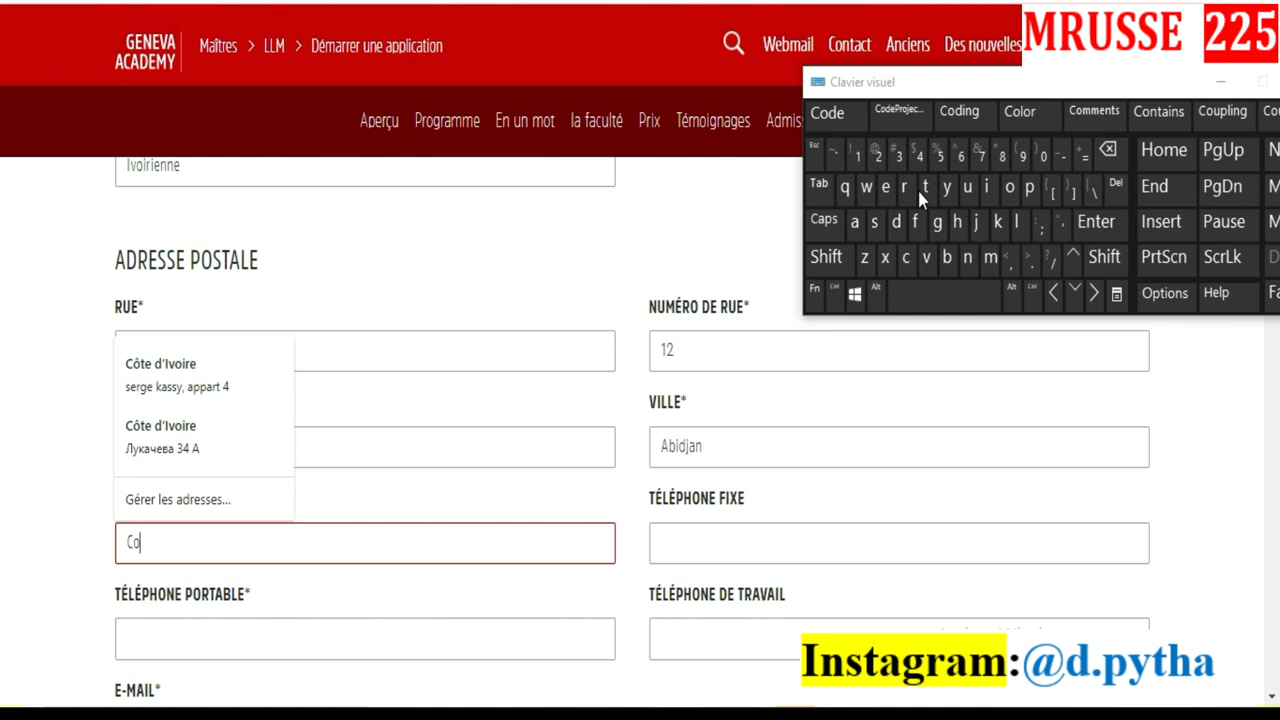 MRUSSE 225
GENEVA
ACADEMY
Maîtres > LLM > Démarrer une application
Webmail Contact Anciens Des nouvelles
Clavier visuel
Aperçu Programme En un mot la faculté Prix Témoignages Admiss
Code CodeProjec... Coding Color Comments Contains Coupling Cou
Esc ~ ` ! 1 @ 2 # 3 $ 4 % 5 ^ 6 & 7 * 8 ( 9 ) 0 _ - + = Home PgUp N
Tab q w e r t y u i o p { [ } ] | \ Del End PgDn
Caps a s d f g h j k l : ; " ' Enter Insert Pause
Shift z x c v b n m < , > . ? / ^ Shift PrtScn ScrLk D
Fn Ctrl Alt Alt Ctrl < > Options Help Fa
Ivoirienne
ADRESSE POSTALE
RUE* NUMÉRO DE RUE*
12
Côte d'Ivoire
serge kassy, appart 4
VILLE*
Côte d'Ivoire
Лукачева 34 А
Abidjan
Gérer les adresses...
TÉLÉPHONE FIXE
Co
TÉLÉPHONE PORTABLE* TÉLÉPHONE DE TRAVAIL
Instagram:@d.pytha
E-MAIL*